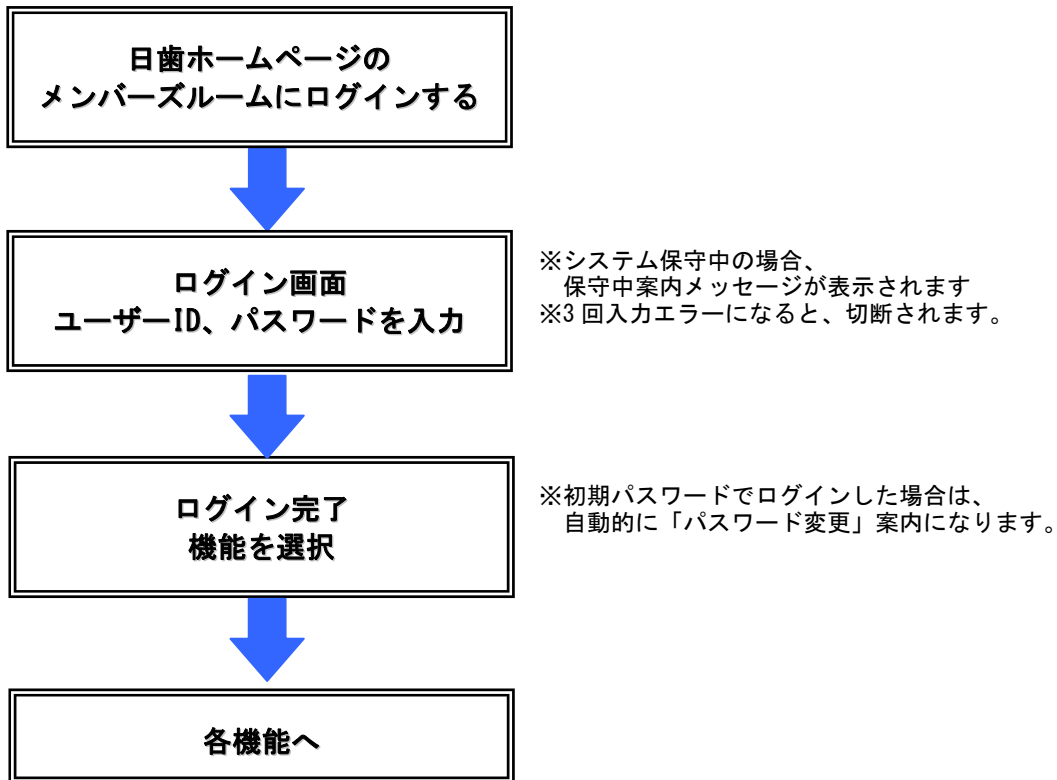 日歯ホームページの
メンバーズルームにログインする
ログイン画面
ユーザーID、パスワードを入力
※システム保守中の場合、
保守中案内メッセージが表示されます
※3回入力エラーになると、切断されます。
ログイン完了
機能を選択
※初期パスワードでログインした場合は、
自動的に「パスワード変更」案内になります。
各機能へ